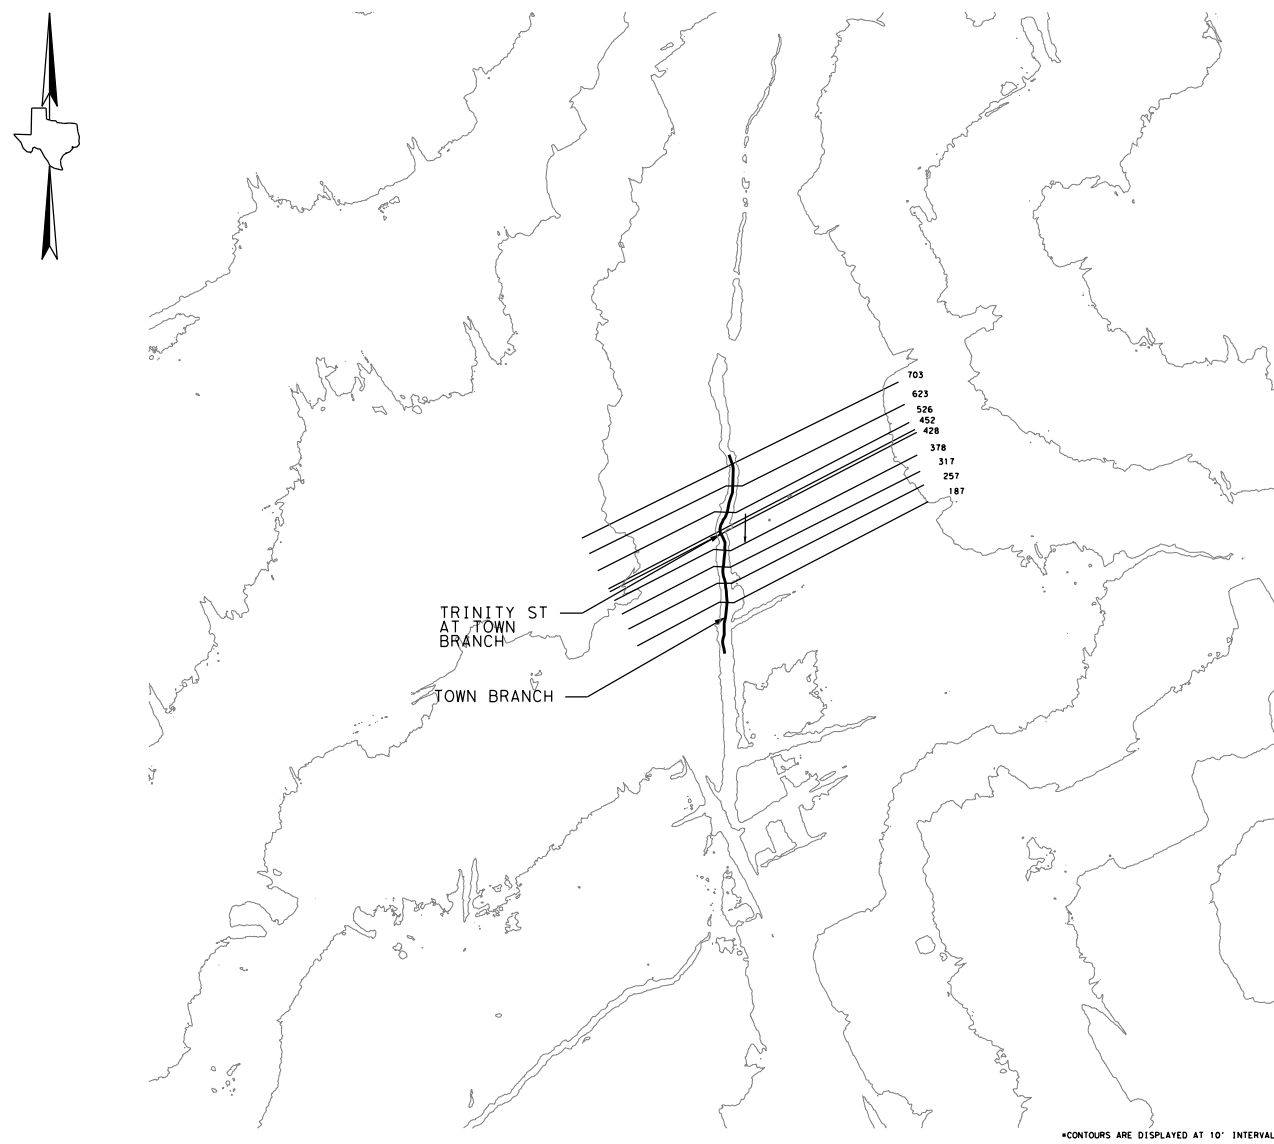 703
623
526
452
428
378
317
257
187
TRINITY ST
AT TOWN
BRANCH
TOWN BRANCH
*CONTOURS ARE DISPLAYED AT 10' INTERVAL